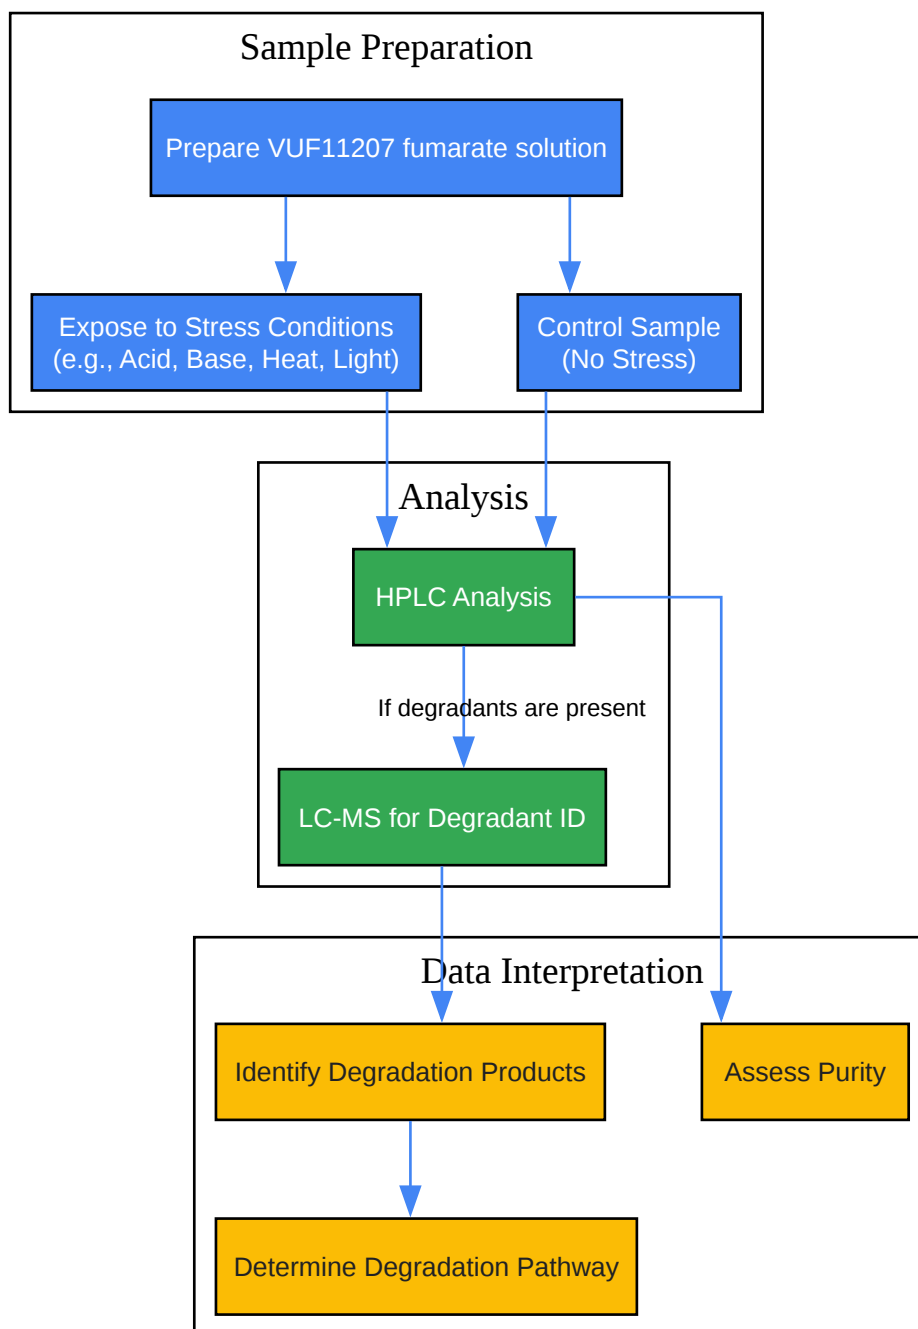 Sample Preparation
Prepare VUF11207 fumarate solution
Expose to Stress Conditions
(e.g., Acid, Base, Heat, Light)
Control Sample
(No Stress)
Analysis
HPLC Analysis
If degradants are present
LC-MS for Degradant ID
Data Interpretation
Identify Degradation Products
Assess Purity
Determine Degradation Pathway